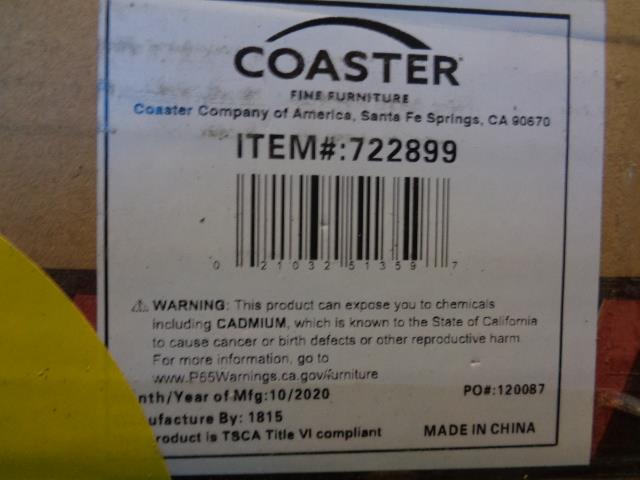 COASTER
FINE FURNITURE
Coaster Company of America, Santa Fe Springs, CA 90670
ITEM#:722899
0 21032 51359 7
WARNING: This product can expose you to chemicals
including CADMIUM, which is known to the State of California
to cause cancer or birth defects or other reproductive harm
For more information, go to
www.P65Warnings.ca.gov/furniture
nth/Year of Mfg:10/2020 PO#:120087
ufacture By: 1815
roduct is TSCA Title VI compliant MADE IN CHINA